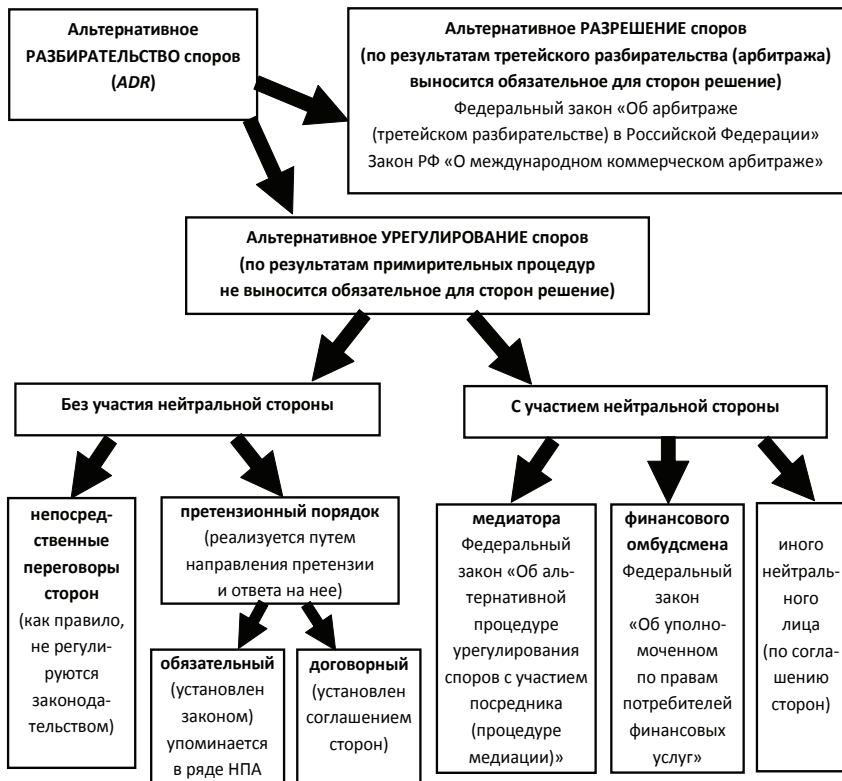 Альтернативное
РАЗБИРАТЕЛЬСТВО споров
(ADR)
Альтернативное РАЗРЕШЕНИЕ споров
(по результатам третейского разбирательства (арбитража)
выносится обязательное для сторон решение)
Федеральный закон «Об арбитраже
(третейском разбирательстве) в Российской Федерации»
Закон РФ «О международном коммерческом арбитраже»
Альтернативное УРЕГУЛИРОВАНИЕ споров
(по результатам примирительных процедур
не выносится обязательное для сторон решение)
Без участия нейтральной стороны
С участием нейтральной стороны
непосред-
ственные
переговоры
сторон
(как правило,
не регули-
руются
законода-
тельством)
претензионный порядок
(реализуется путем
направления претензии
и ответа на нее)
обязательный
(установлен
законом)
упоминается
в ряде НПА
договорный
(установлен
соглашением
сторон)
медиатора
Федеральный
закон «Об аль-
тернативной
процедуре
урегулирования
споров с участием
посредника
(процедуре
медиации)»
финансового
омбудсмена
Федеральный
закон
«Об уполно-
моченном
по правам
потребителей
финансовых
услуг»
иного
нейтраль-
ного
лица
(по согла-
шению
сторон)